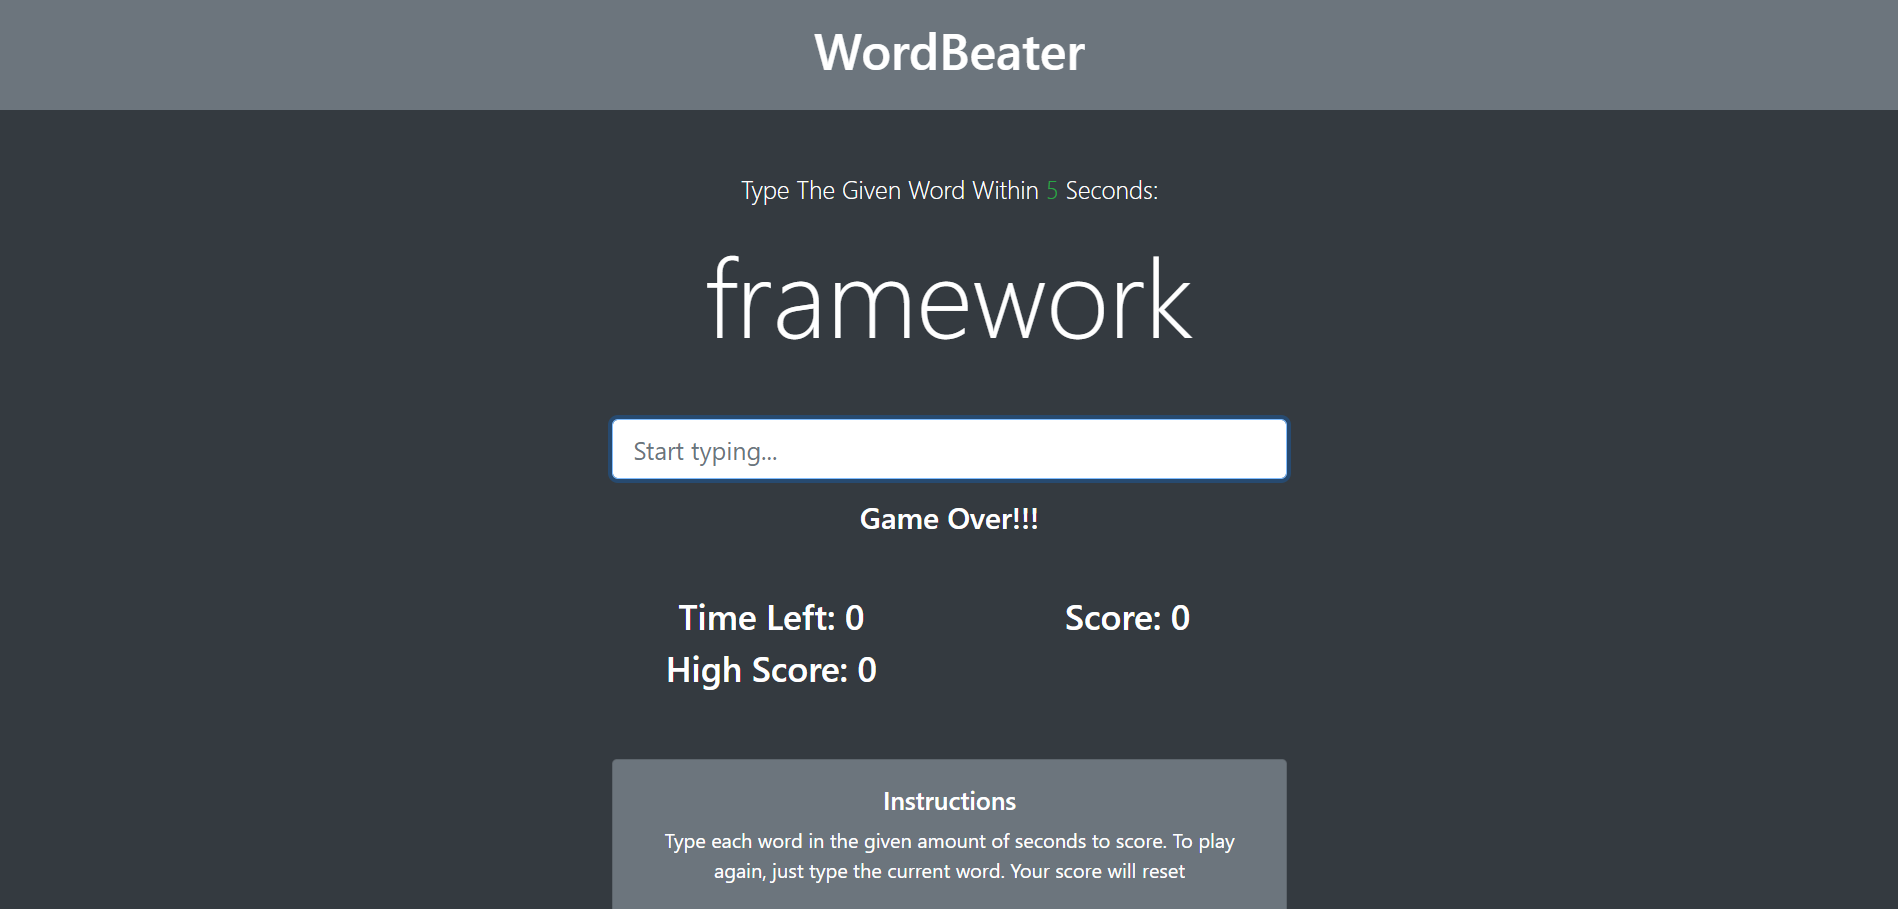 WordBeater
Type The Given Word Within 5 Seconds:
framework
Start typing...
Game Over!!!
Time Left: 0
Score: 0
High Score: 0
Instructions
Type each word in the given amount of seconds to score. To play
again, just type the current word. Your score will reset